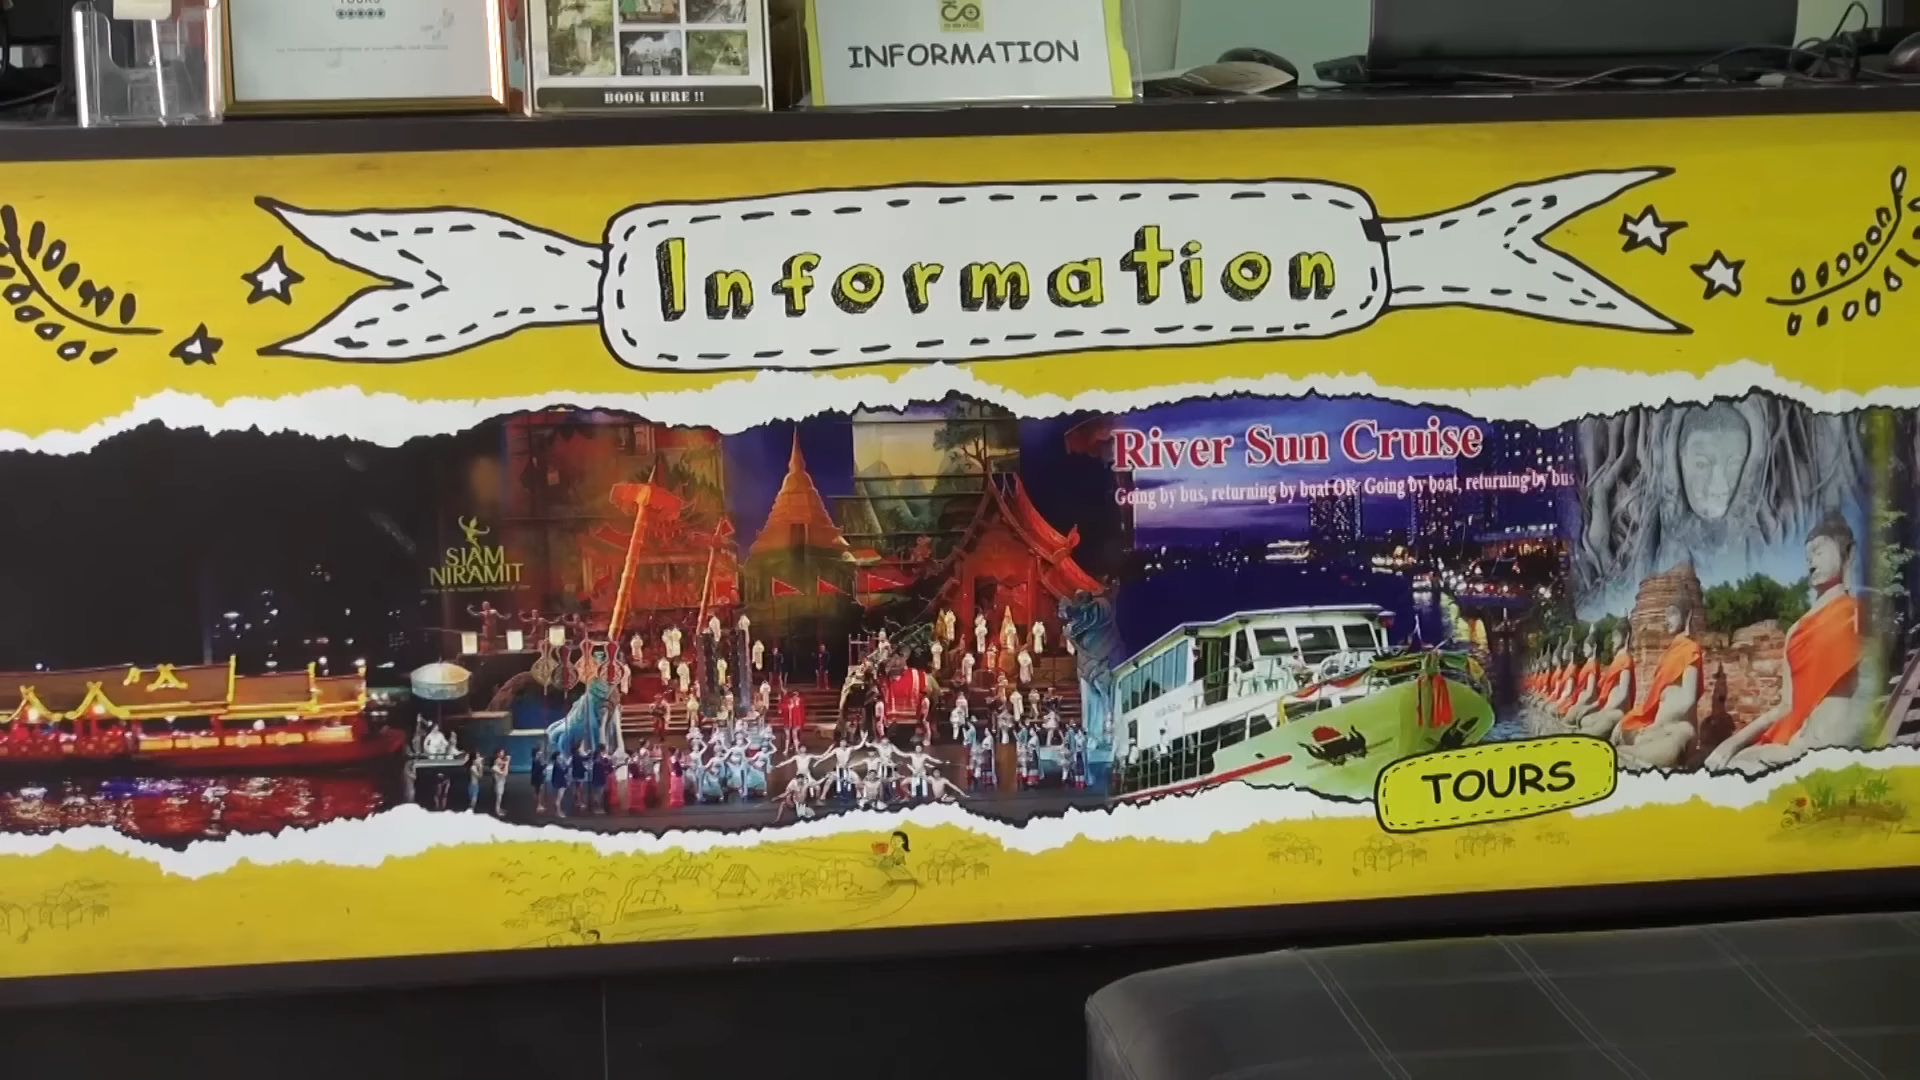 TOURS
BOOK HERE !!
INFORMATION
Information
River Sun Cruise
Going by bus, returning by boat OR Going by boat, returning by bus
SIAM
NIRAMIT
TOURS